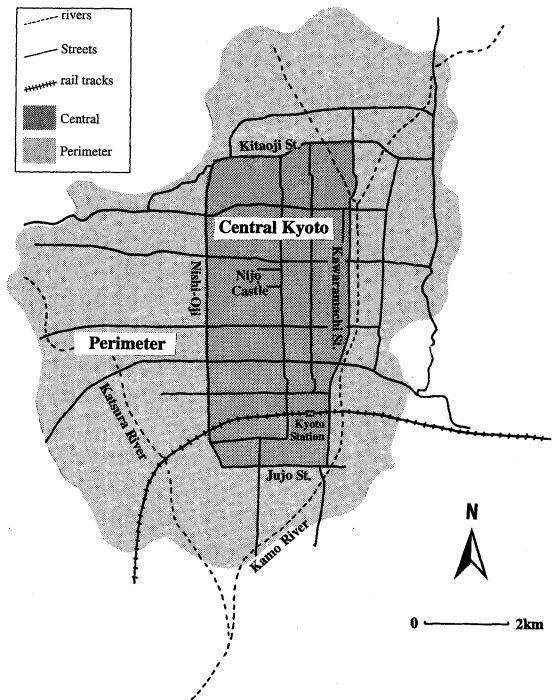 rivers
Streets
rail tracks
Central
Perimeter
Kitaoji St.
Central Kyoto
Nishi-Oji
Nijo
Castle
Kawaramachi St.
Perimeter
Katsura River
Kyoto
Station
Jujo St.
Kamo River
N
0
2km